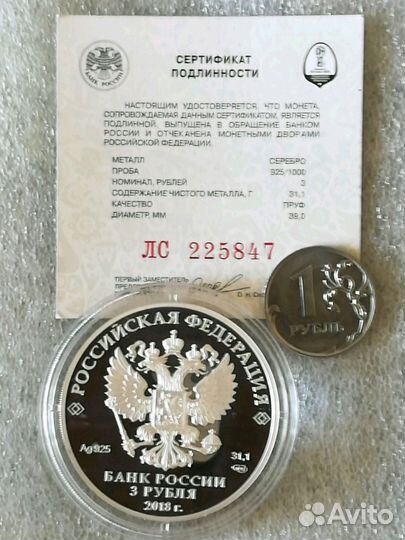 БАНК РОССИИ
СЕРТИФИКАТ
ПОДЛИННОСТИ
НАСТОЯЩИМ УДОСТОВЕРЯЕТСЯ, ЧТО МОНЕТА,
СОПРОВОЖДАЕМАЯ ДАННЫМ СЕРТИФИКАТОМ, ЯВЛЯЕТСЯ
ПОДЛИННОЙ, ВЫПУЩЕНА В ОБРАЩЕНИЕ БАНКОМ
РОССИИ И ОТЧЕКАНЕНА МОНЕТНЫМИ ДВОРАМИ
РОССИЙСКОЙ ФЕДЕРАЦИИ.
МЕТАЛЛ СЕРЕБРО
ПРОБА 925/1000
НОМИНАЛ, РУБЛЕЙ 3
СОДЕРЖАНИЕ ЧИСТОГО МЕТАЛЛА, Г 31,1
КАЧЕСТВО ПРУФ
ДИАМЕТР, ММ 39,0
ЛС 225847
ПЕРВЫЙ ЗАМЕСТИТЕЛЬ
1
РУБЛЬ
РОССИЙСКАЯ ФЕДЕРАЦИЯ
Ag 925 31,1
БАНК РОССИИ
3 РУБЛЯ
2018 г.
Avito